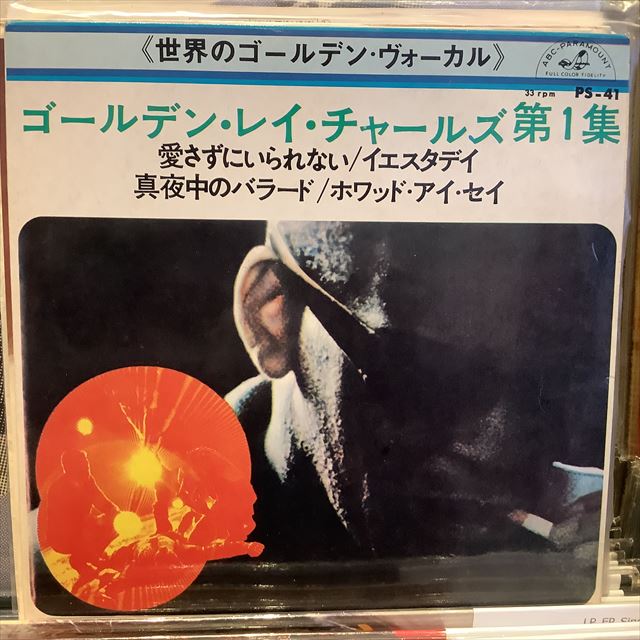 《世界のゴールデン・ヴォーカル》
ABC-PARAMOUNT
FULL COLOR FIDELITY
33 rpm PS-41
ゴールデン・レイ・チャールズ第1集
愛さずにいられない/イエスタデイ
真夜中のバラード/ホワッド・アイ・セイ
LP EP